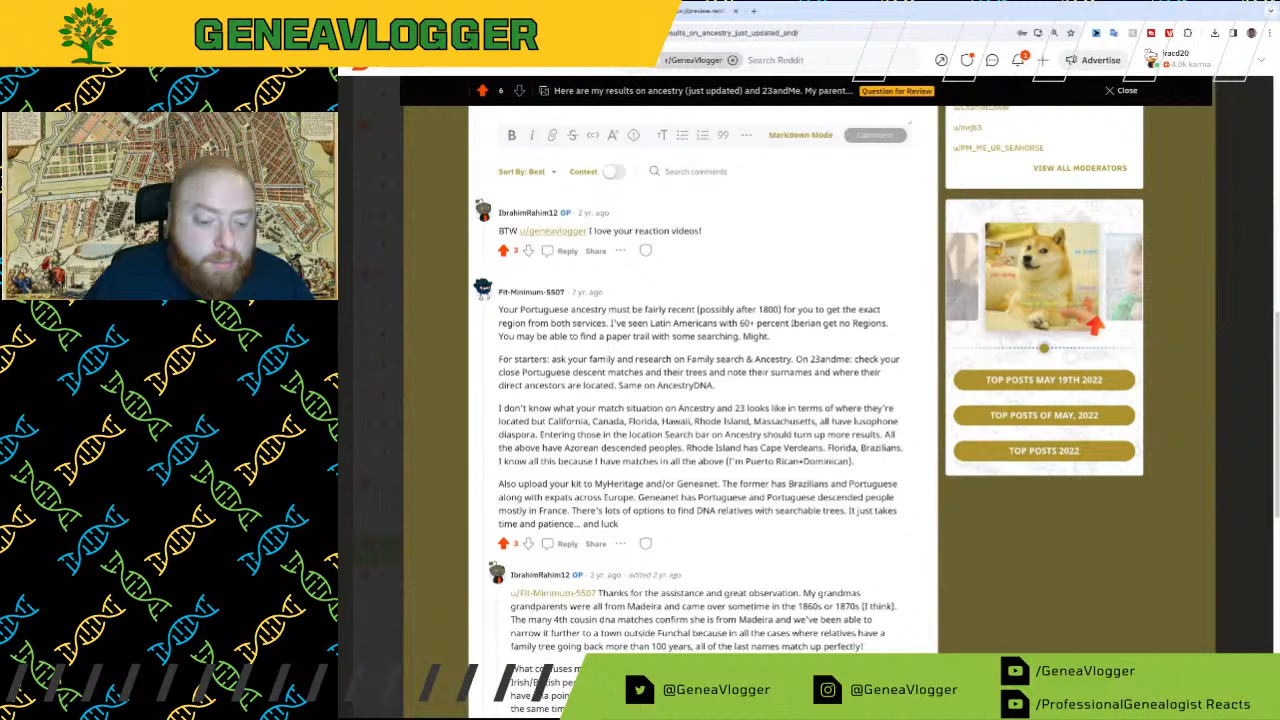 GENEAVLOGGER
esults_on_ancestry_just_updated_and/
r/GeneaVlogger
Search Reddit
1
Advertise
jracd20
4.0k karma
6
Here are my results on ancestry (just updated) and 23andMe. My parent...
Question for Review
Close
B i
99
Markdown Mode
Comment
Sort By: Best
Contest
Search comments
u/mrjb3
u/PM_ME_UR_SEAHORSE
VIEW ALL MODERATORS
IbrahimRahim12 OP · 2 yr. ago
BTW u/geneavlogger I love your reaction videos!
3
Reply
Share
Fit-Minimum-5507 · 2 yr. ago
Your Portuguese ancestry must be fairly recent (possibly after 1800) for you to get the exact
region from both services. I've seen Latin Americans with 60+ percent Iberian get no Regions.
You may be able to find a paper trail with some searching. Might.
For starters: ask your family and research on Family search & Ancestry. On 23andme: check your
close Portuguese descent matches and their trees and note their surnames and where their
direct ancestors are located. Same on AncestryDNA.
I don't know what your match situation on Ancestry and 23 looks like in terms of where they're
located but California, Canada, Florida, Hawaii, Rhode Island, Massachusetts, all have lusophone
diaspora. Entering those in the location Search bar on Ancestry should turn up more results. All
the above have Azorean descended peoples. Rhode Island has Cape Verdeans. Florida, Brazilians.
I know all this because I have matches in all the above (I'm Puerto Rican+Dominican).
Also upload your kit to MyHeritage and/or Geneanet. The former has Brazilians and Portuguese
along with expats across Europe. Geneanet has Portuguese and Portuguese descended people
mostly in France. There's lots of options to find DNA relatives with searchable trees. It just takes
time and patience... and luck
3
Reply
Share
IbrahimRahim12 OP · 2 yr. ago · edited 2 yr. ago
u/Fit-Minimum-5507 Thanks for the assistance and great observation. My grandmas
grandparents were all from Madeira and came over sometime in the 1860s or 1870s (I think).
The many 4th cousin dna matches confirm she is from Madeira and we've been able to
narrow it further to a town outside Funchal because in all the cases where relatives have a
family tree going back more than 100 years, all of the last names match up perfectly!
What confuses m
Irish/British pe
have
the same tim
TOP POSTS MAY 19TH 2022
TOP POSTS OF MAY, 2022
TOP POSTS 2022
@GeneaVlogger
@GeneaVlogger
/GeneaVlogger
/ProfessionalGenealogist Reacts